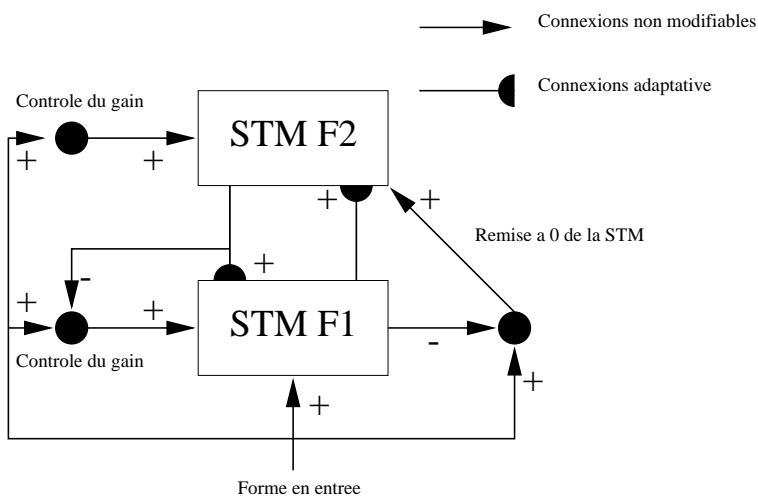 Connexions non modifiables
Connexions adaptative
Controle du gain
STM F2
+
+
+
+
Remise a 0 de la STM
-
+
+
+
STM F1
-
Controle du gain
+
+
Forme en entree